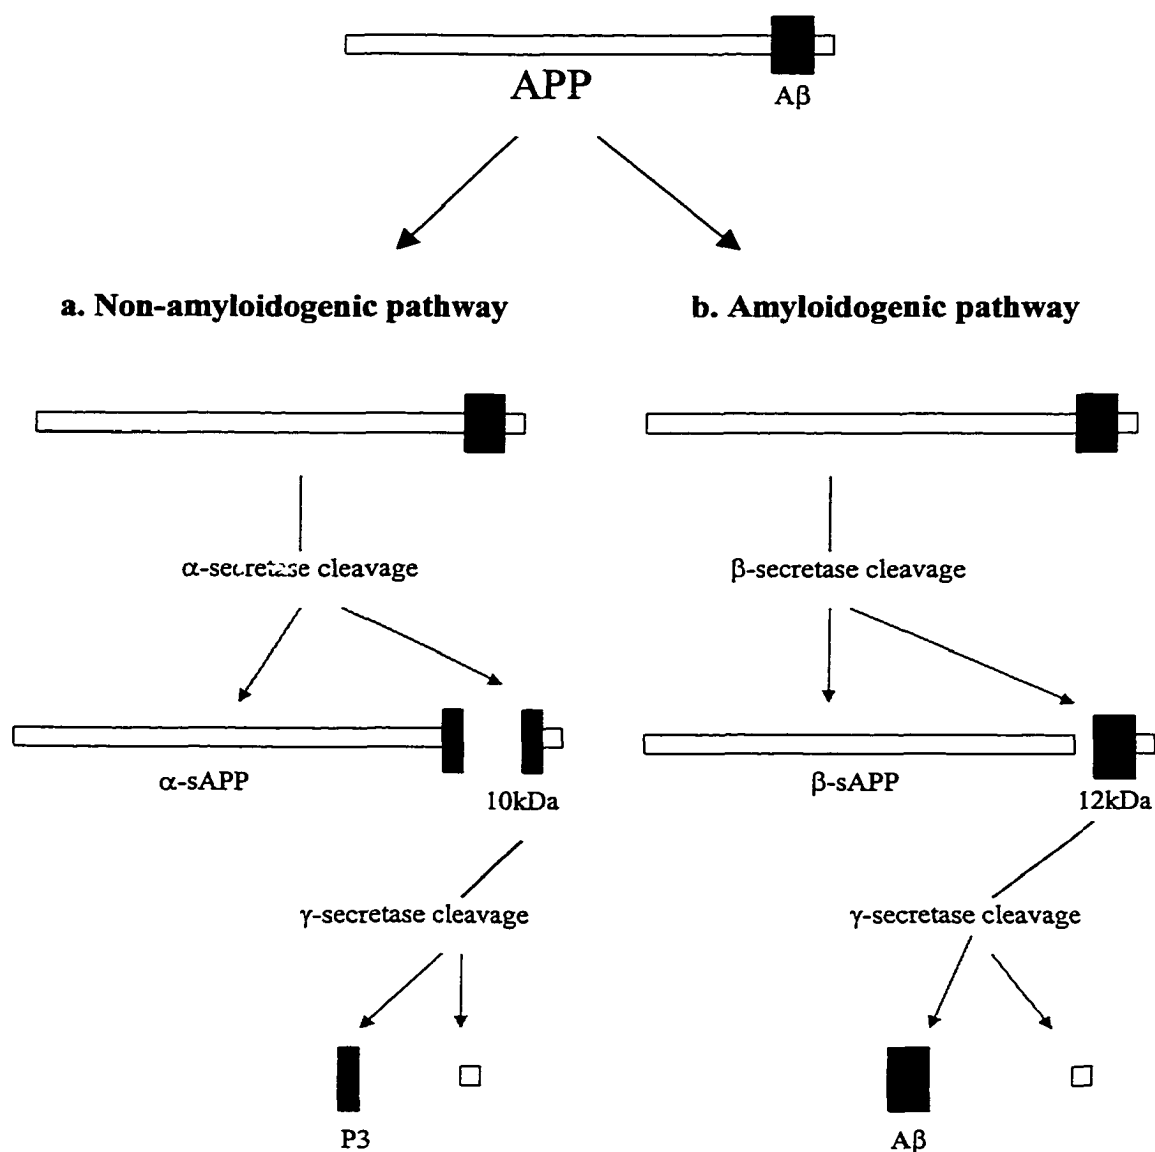 APP
Aβ
a. Non-amyloidogenic pathway
b. Amyloidogenic pathway
α-secretase cleavage
β-secretase cleavage
α-sAPP
10kDa
β-sAPP
12kDa
γ-secretase cleavage
γ-secretase cleavage
P3
Aβ